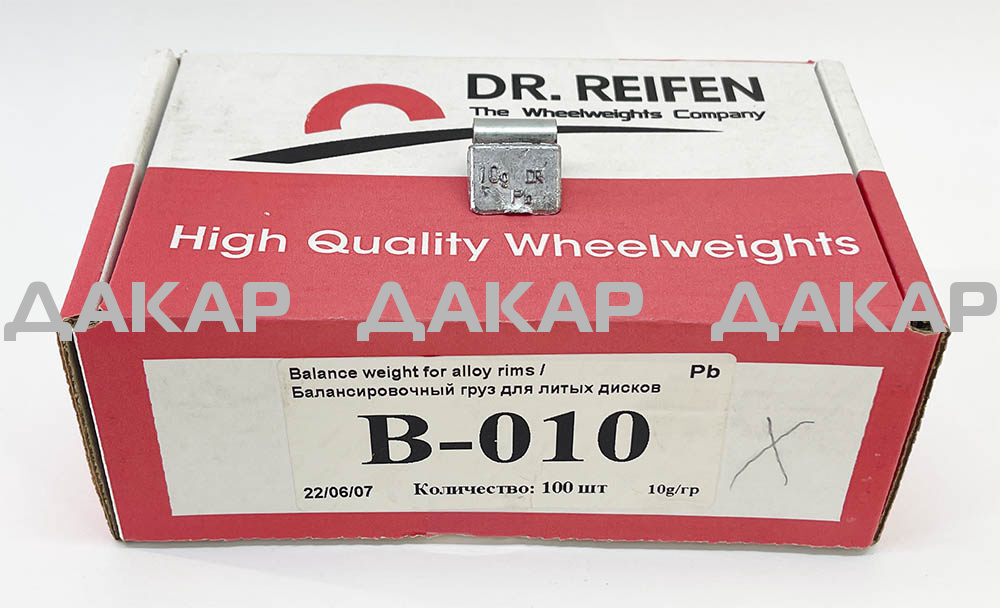 DR. REIFEN
The Wheelweights Company
10g DR
Pb
High Quality Wheelweights
ДАКАР ДАКАР ДАКАР
Balance weight for alloy rims / Pb
Балансировочный груз для литых дисков
B-010
22/06/07 Количество: 100 шт 10g/гр
X